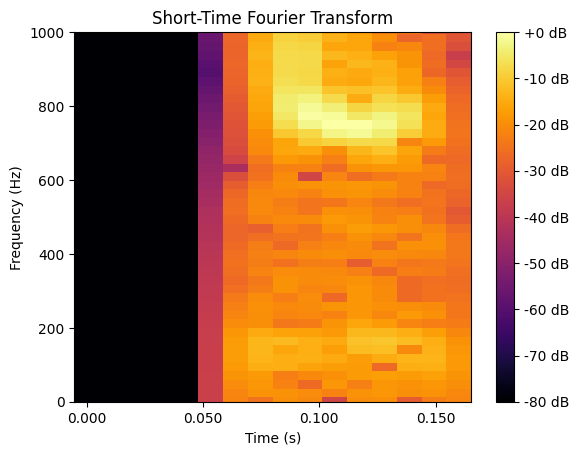 Short-Time Fourier Transform
1000
800
600
400
200
0
Frequency (Hz)
0.000
0.050
0.100
0.150
Time (s)
+0 dB
-10 dB
-20 dB
-30 dB
-40 dB
-50 dB
-60 dB
-70 dB
-80 dB